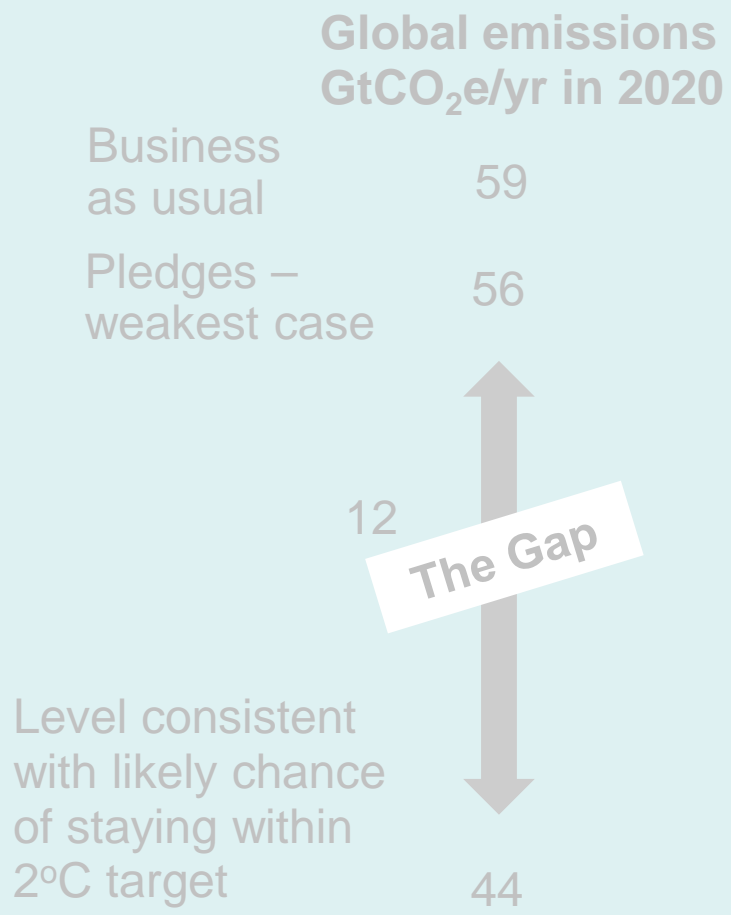 Global emissions
GtCO₂e/yr in 2020
Business
as usual
59
Pledges –
weakest case
56
12
The Gap
Level consistent
with likely chance
of staying within
2ºC target
44